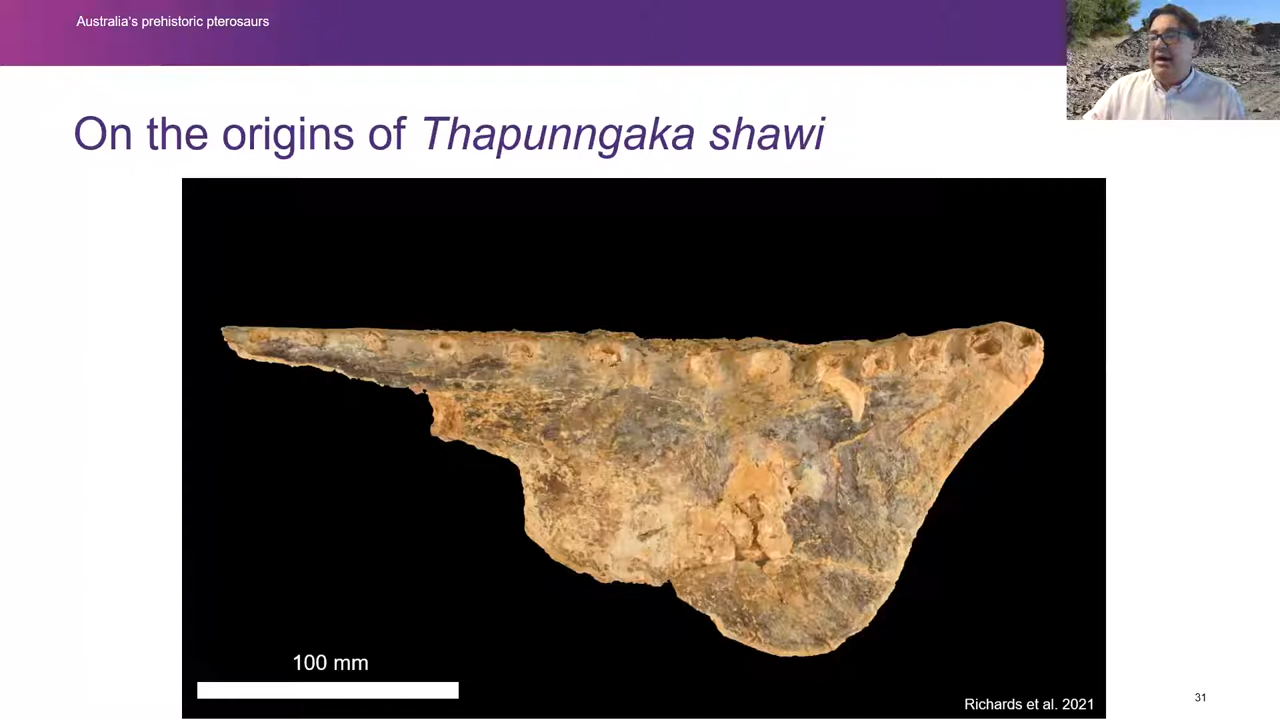 Australia's prehistoric pterosaurs
On the origins of Thapunngaka shawi
100 mm
Richards et al. 2021
31